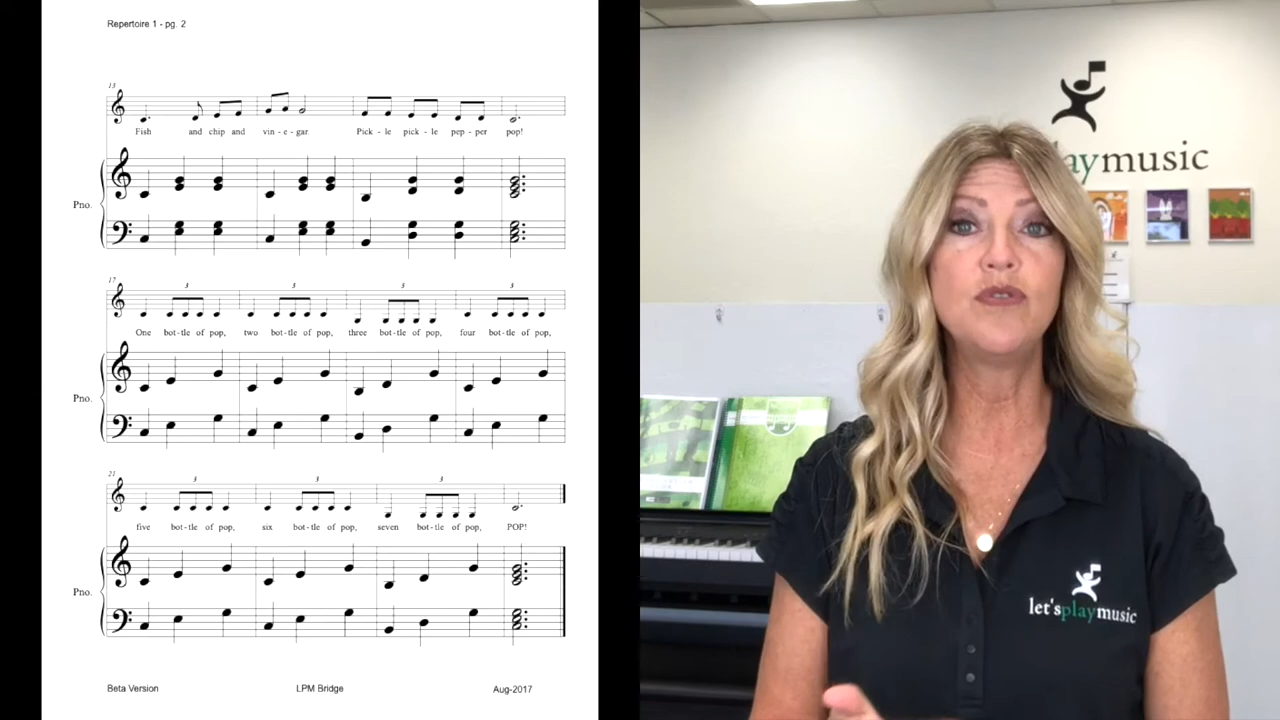 Repertoire 1 - pg. 2
13
Fish and chip and vin - e - gar. Pick - le pick - le pep - per pop!
Pno.
17
3 3 3 3
One bot - tle of pop, two bot - tle of pop, three bot - tle of pop, four bot - tle of pop,
Pno.
21
3 3 3
five bot - tle of pop, six bot - tle of pop, seven bot - tle of pop, POP!
Pno.
Beta Version LPM Bridge Aug-2017
aymusic
let'splaymusic